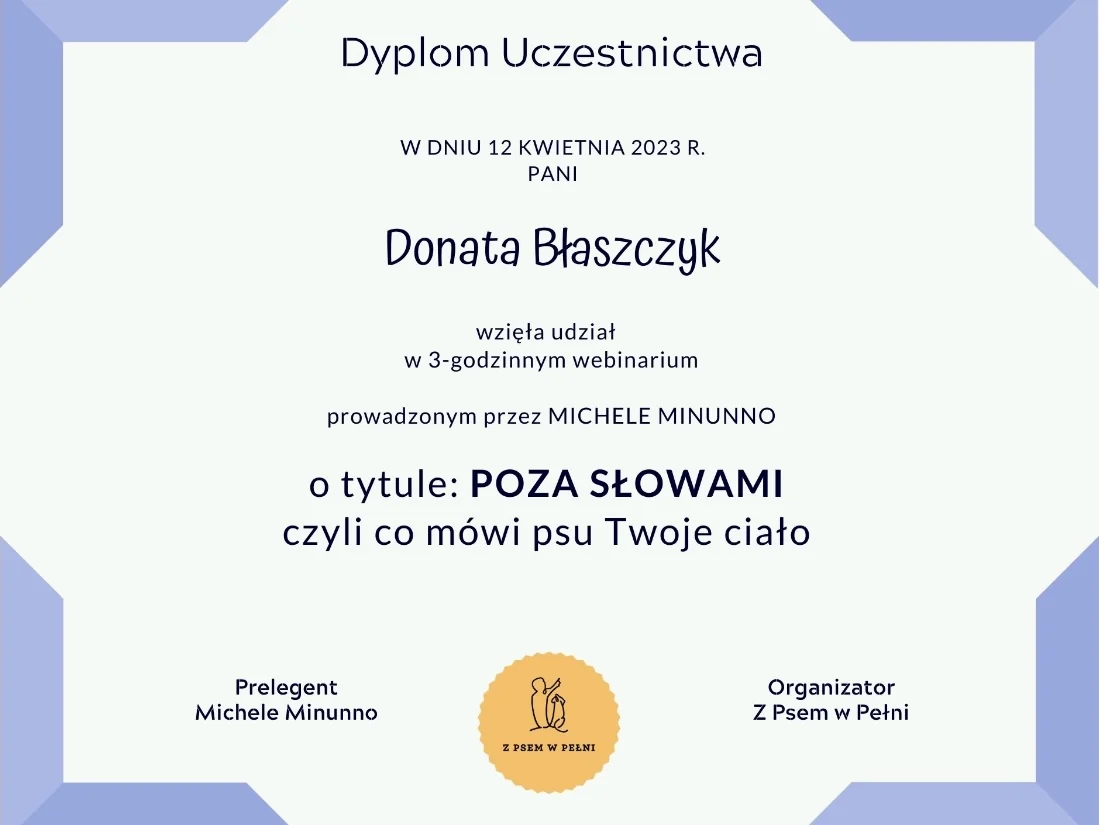 Dyplom Uczestnictwa
W DNIU 12 KWIETNIA 2023 R.
PANI
Donata Błaszczyk
wzięła udział
w 3-godzinnym webinarium
prowadzonym przez MICHELE MINUNNO
o tytule: POZA SŁOWAMI
czyli co mówi psu Twoje ciało
Prelegent
Michele Minunno
Z PSEM W PEŁNI
Organizator
Z Psem w Pełni